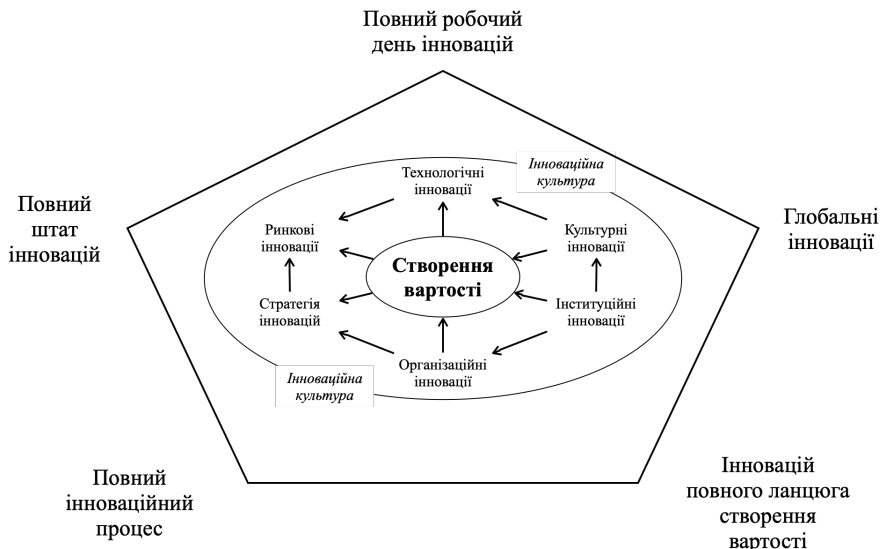 Повний робочий
день інновацій
Інноваційна
культура
Технологічні
інновації
Повний
штат
інновацій
Глобальні
інновації
Ринкові
інновації
Культурні
інновації
Створення
вартості
Стратегія
інновацій
Інституційні
інновації
Організаційні
інновації
Інноваційна
культура
Повний
інноваційний
процес
Інновацій
повного ланцюга
створення
вартості